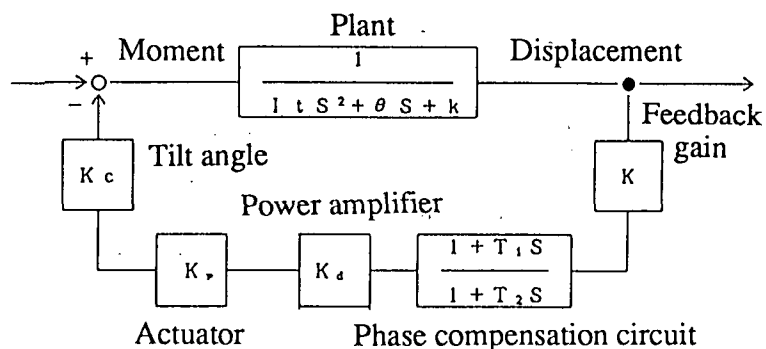 Plant
+ Moment
1
I t S² + θ S + k
Displacement
−
Feedback
gain
K c
Tilt angle
K
Power amplifier
K d
1 + T₁ S
1 + T₂ S
Actuator
Phase compensation circuit